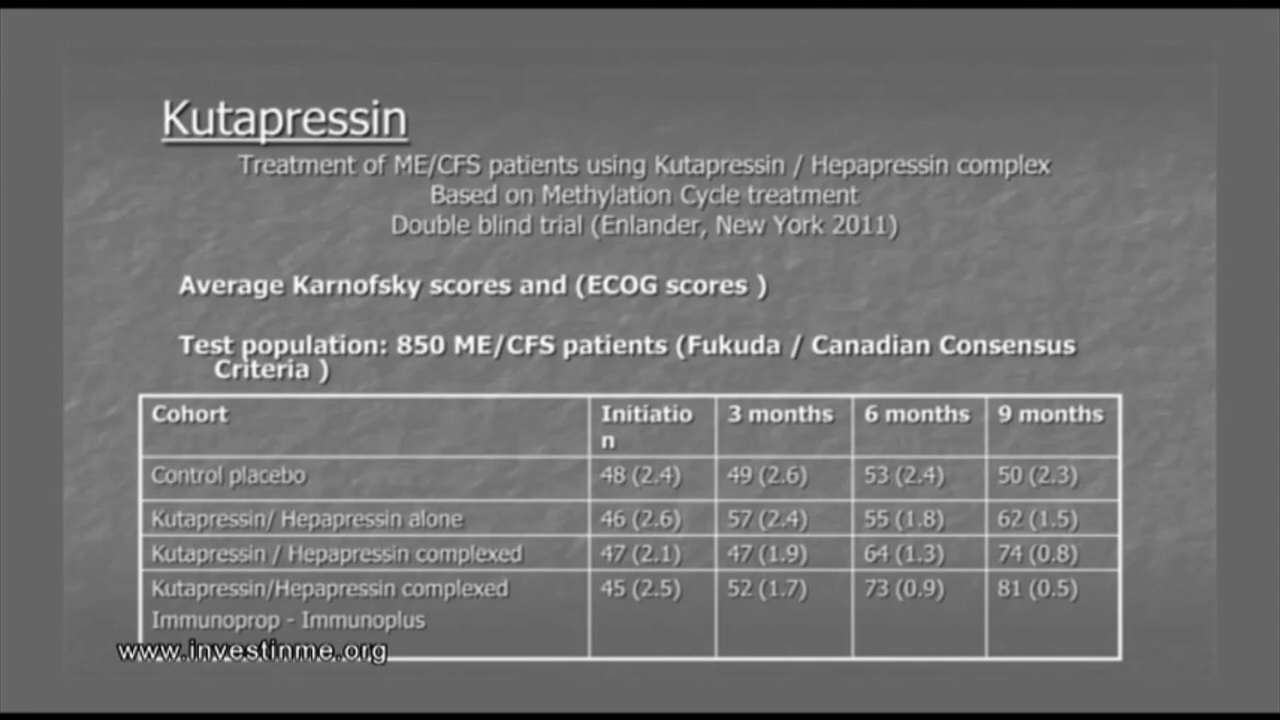 Kutapressin
Treatment of ME/CFS patients using Kutapressin / Hepapressin complex
Based on Methylation Cycle treatment
Double blind trial (Enlander, New York 2011)
Average Karnofsky scores and (ECOG scores )
Test population: 850 ME/CFS patients (Fukuda / Canadian Consensus
Criteria )
Cohort Initiatio 3 months 6 months 9 months
n
Control placebo 48 (2.4) 49 (2.6) 53 (2.4) 50 (2.3)
Kutapressin/ Hepapressin alone 46 (2.6) 57 (2.4) 55 (1.8) 62 (1.5)
Kutapressin / Hepapressin complexed 47 (2.1) 47 (1.9) 64 (1.3) 74 (0.8)
Kutapressin/Hepapressin complexed 45 (2.5) 52 (1.7) 73 (0.9) 81 (0.5)
Immunoprop - Immunoplus
www.investinme.org